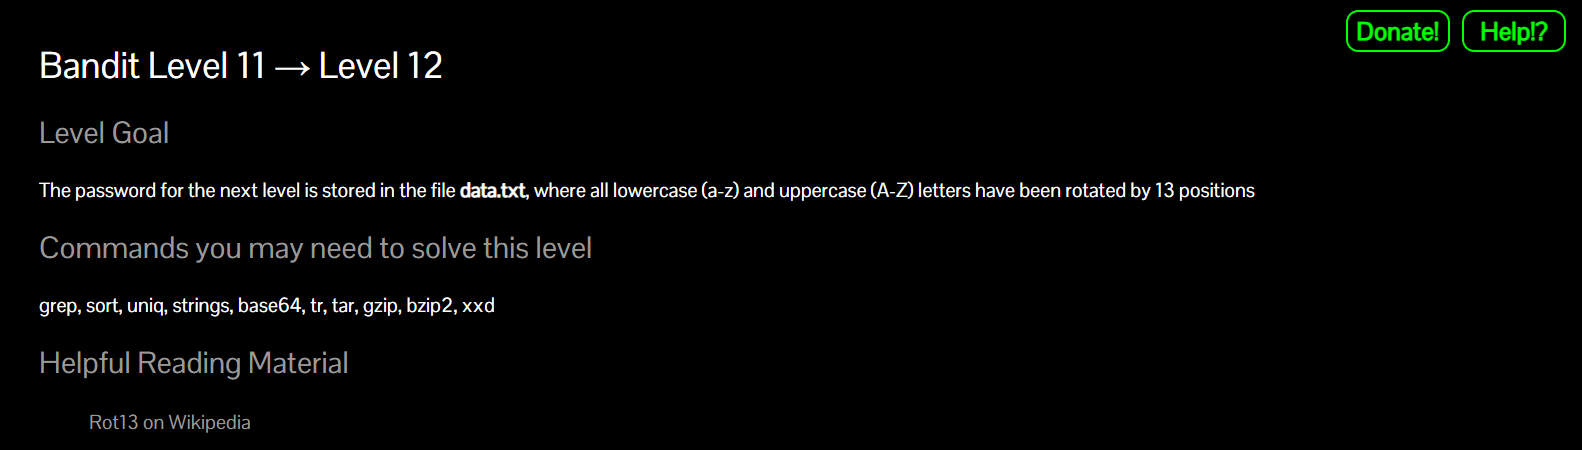 Donate!
Help!?
Bandit Level 11 → Level 12
Level Goal
The password for the next level is stored in the file data.txt, where all lowercase (a-z) and uppercase (A-Z) letters have been rotated by 13 positions
Commands you may need to solve this level
grep, sort, uniq, strings, base64, tr, tar, gzip, bzip2, xxd
Helpful Reading Material
Rot13 on Wikipedia